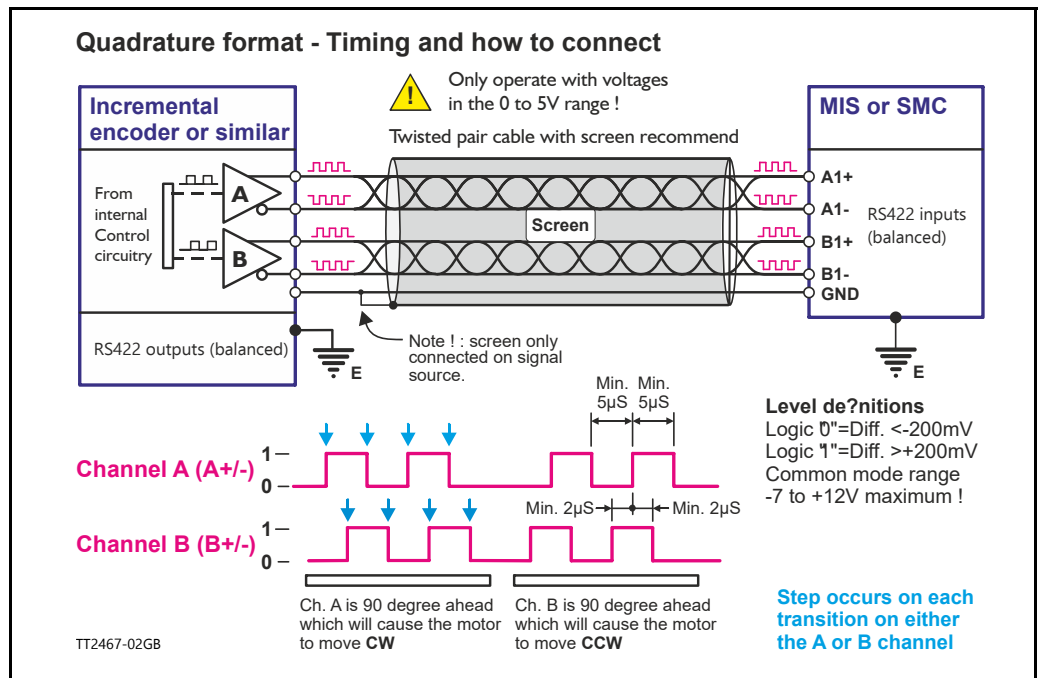 Quadrature format - Timing and how to connect
!
Only operate with voltages
in the 0 to 5V range !
Incremental
encoder or similar
MIS or SMC
Twisted pair cable with screen recommend
From
internal
Control
circuitry
A
B
Screen
A1+
A1-
B1+
B1-
GND
RS422 inputs
(balanced)
RS422 outputs (balanced)
E
Note ! : screen only
connected on signal
source.
E
Min.
5µS
Min.
5µS
Level de?nitions
Logic "0"=Diff. <-200mV
Logic "1"=Diff. >+200mV
Common mode range
-7 to +12V maximum !
Channel A (A+/-)
1
0
Min. 2µS
Min. 2µS
Channel B (B+/-)
1
0
Ch. A is 90 degree ahead
which will cause the motor
to move CW
Ch. B is 90 degree ahead
which will cause the motor
to move CCW
Step occurs on each
transition on either
the A or B channel
TT2467-02GB